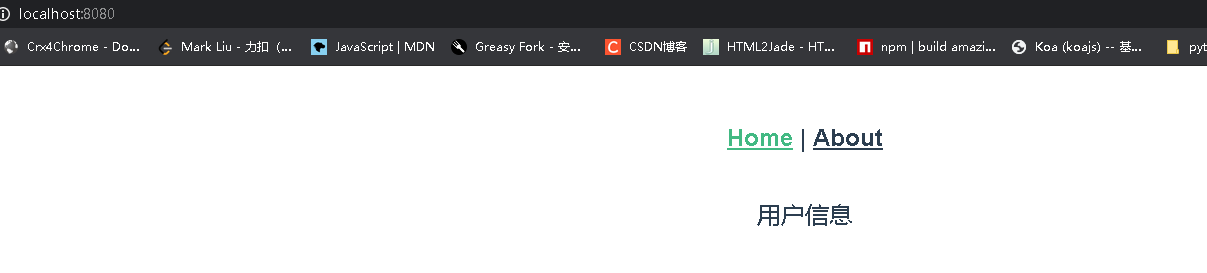 localhost:8080
Crx4Chrome - Do... Mark Liu - 力扣（... JavaScript | MDN Greasy Fork - 安... CSDN博客 HTML2Jade - HT... npm | build amazi... Koa (koajs) -- 基... pyt
Home | About
用户信息